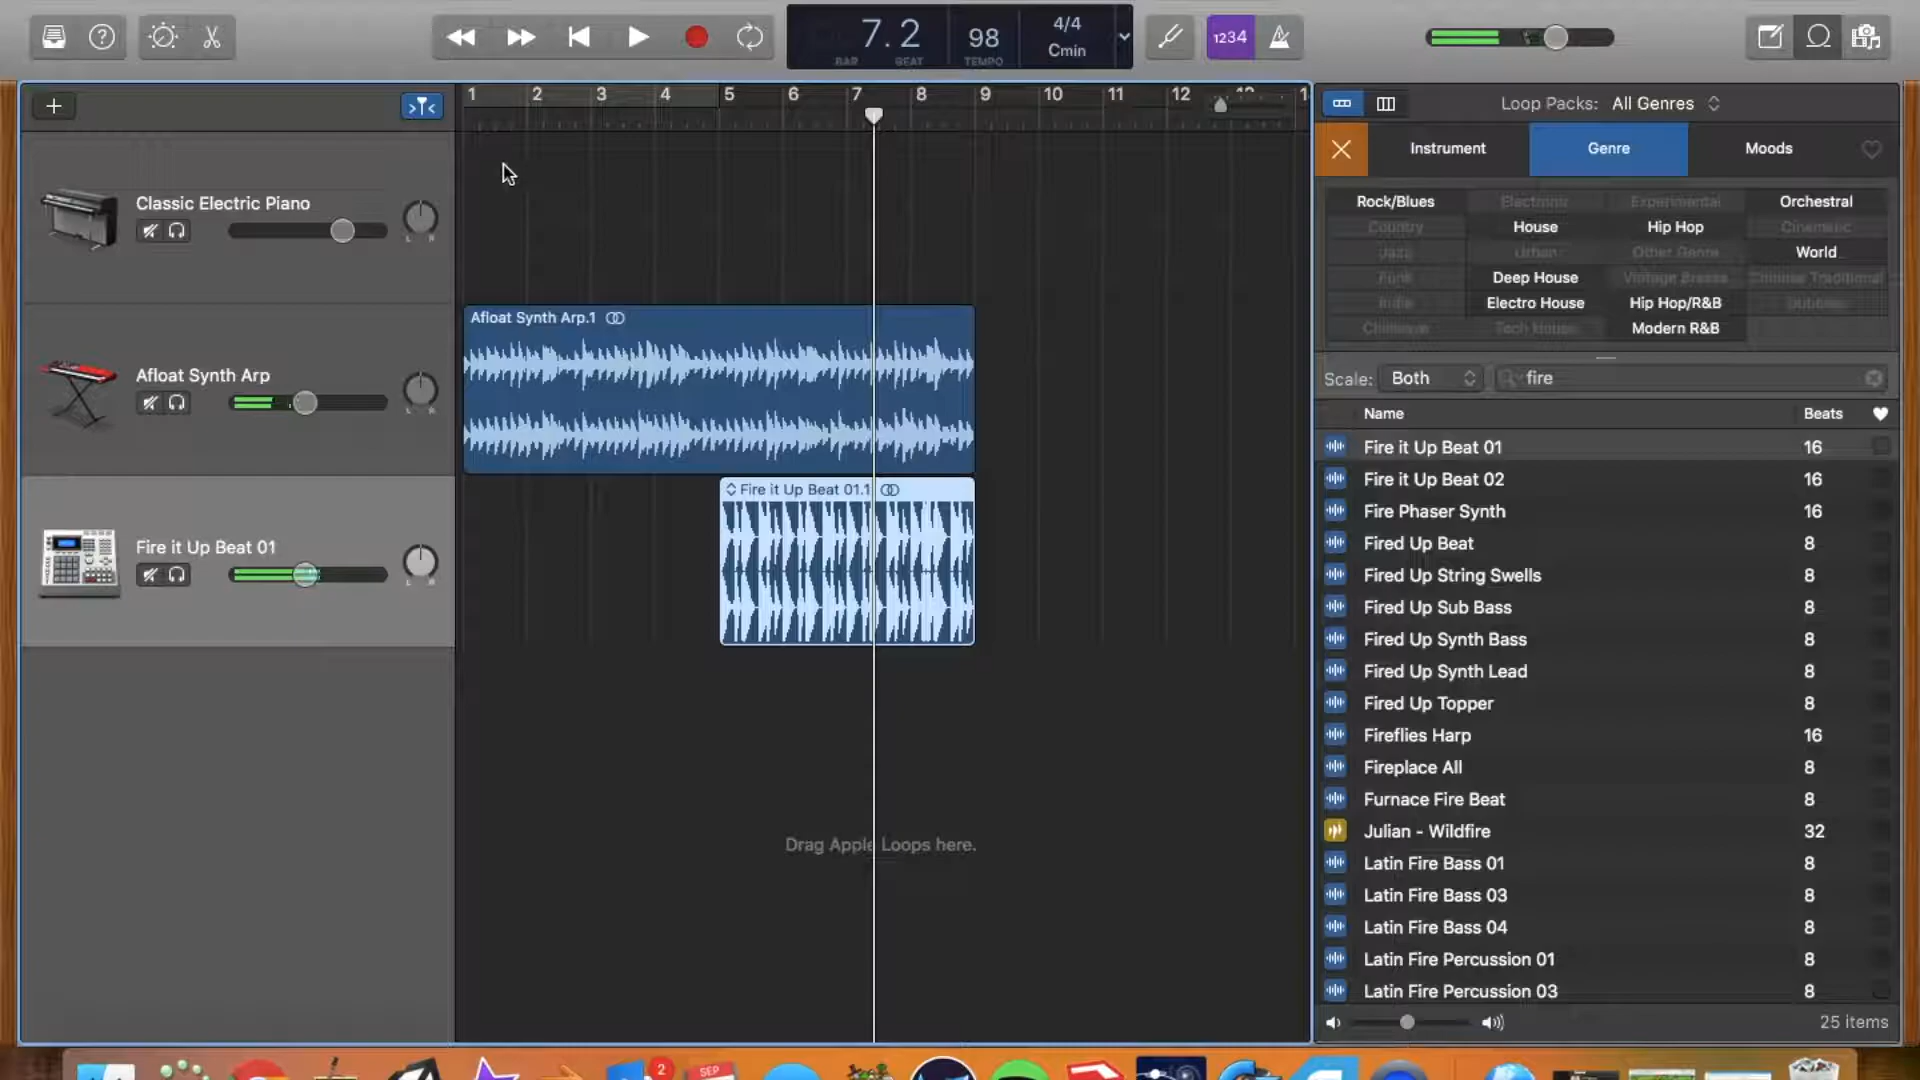 7.2
98
4/4
Cmin
BAR
BEAT
TEMPO
1234
1
2
3
4
5
6
7
8
9
10
11
12
Loop Packs: All Genres
Instrument
Genre
Moods
Rock/Blues
Electronic
Experimental
Orchestral
Country
House
Hip Hop
Cinematic
Jazz
Urban
Other Genre
World
Funk
Deep House
Vintage Breaks
Chinese Traditional
Indie
Electro House
Hip Hop/R&B
Dubstep
Chillwave
Tech House
Modern R&B
Scale: Both
fire
Name
Beats
Fire it Up Beat 01 16
Fire it Up Beat 02 16
Fire Phaser Synth 16
Fired Up Beat 8
Fired Up String Swells 8
Fired Up Sub Bass 8
Fired Up Synth Bass 8
Fired Up Synth Lead 8
Fired Up Topper 8
Fireflies Harp 16
Fireplace All 8
Furnace Fire Beat 8
Julian - Wildfire 32
Latin Fire Bass 01 8
Latin Fire Bass 03 8
Latin Fire Bass 04 8
Latin Fire Percussion 01 8
Latin Fire Percussion 03 8
25 items
Classic Electric Piano
L R
Afloat Synth Arp
L R
Fire it Up Beat 01
L R
Afloat Synth Arp.1
Fire it Up Beat 01.1
Drag Apple Loops here.
2
SEP